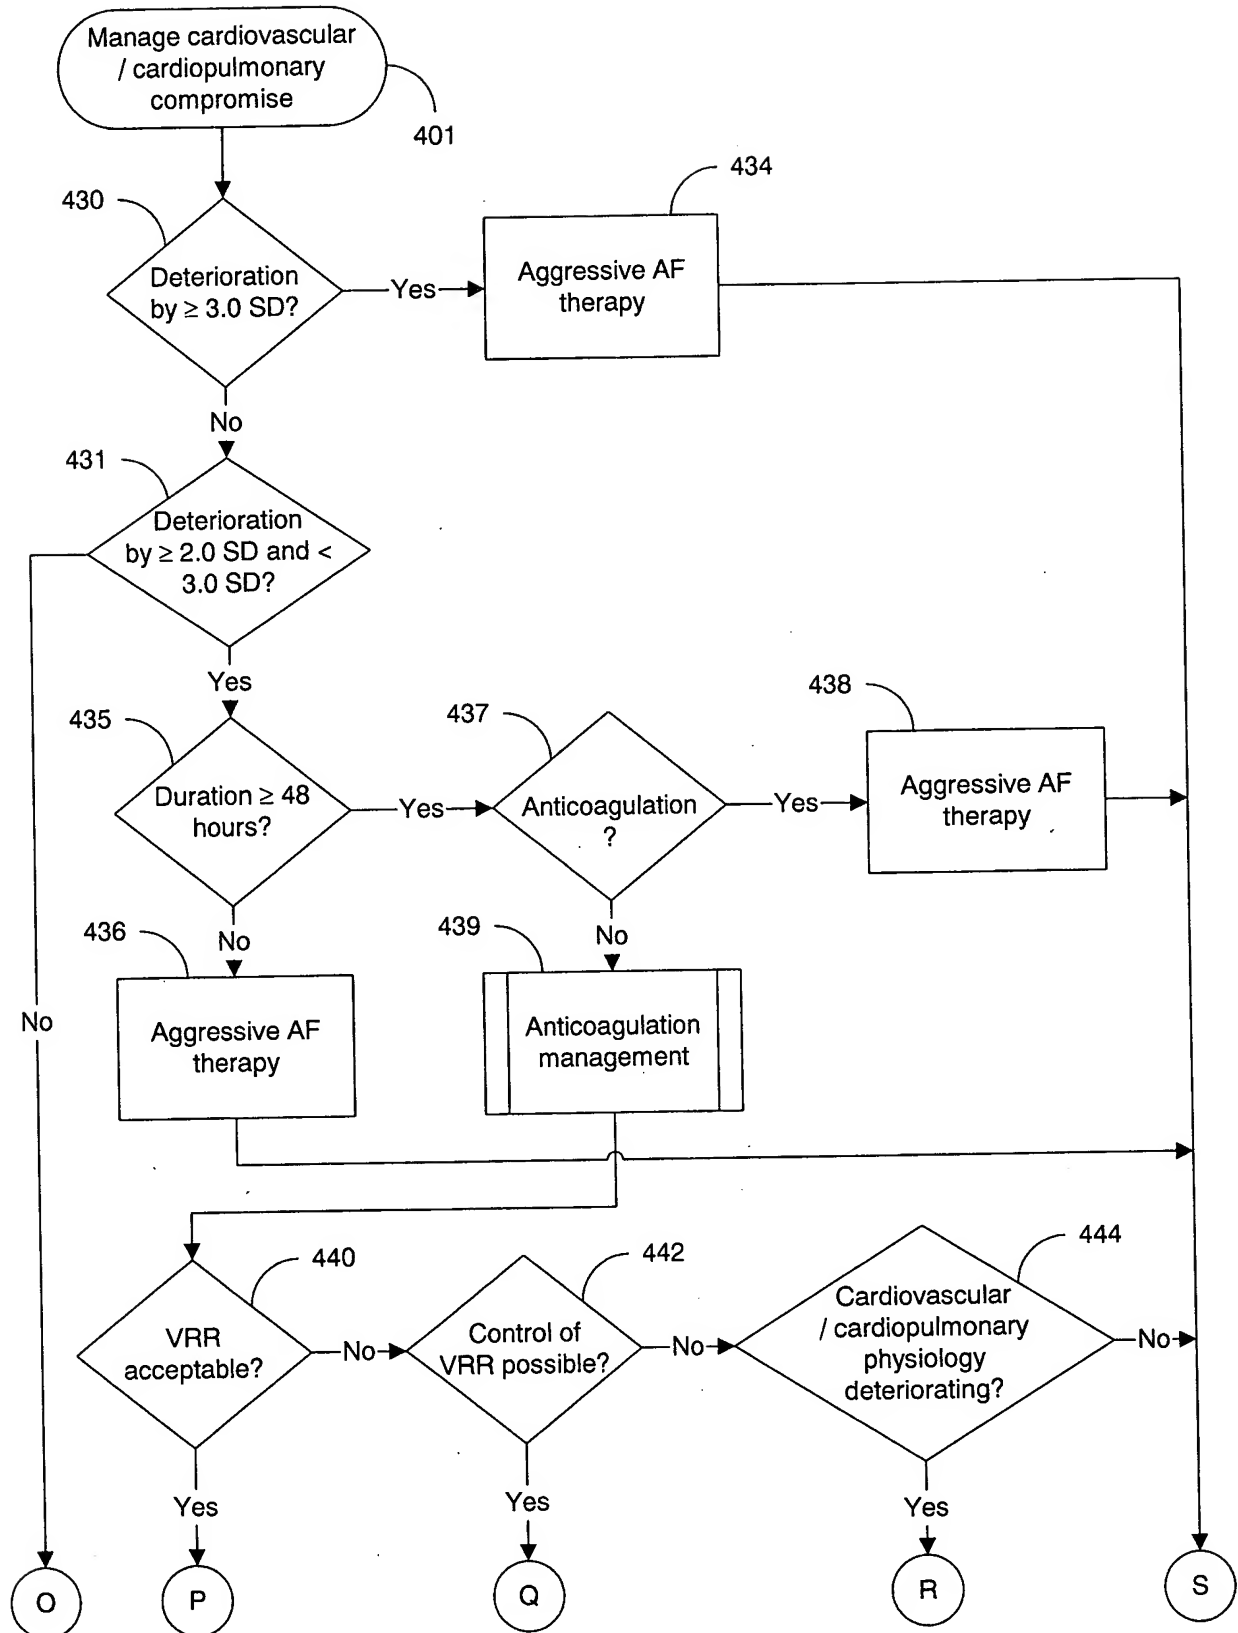 Manage cardiovascular
/ cardiopulmonary
compromise
401
430
434
Deterioration
by ≥ 3.0 SD?
Yes
Aggressive AF
therapy
No
431
Deterioration
by ≥ 2.0 SD and <
3.0 SD?
Yes
435
437
438
Duration ≥ 48
hours?
Yes
Anticoagulation
?
Yes
Aggressive AF
therapy
436
No
439
No
No
Aggressive AF
therapy
Anticoagulation
management
440
442
444
VRR
acceptable?
No
Control of
VRR possible?
No
Cardiovascular
/ cardiopulmonary
physiology
deteriorating?
No
Yes
Yes
Yes
O
P
Q
R
S